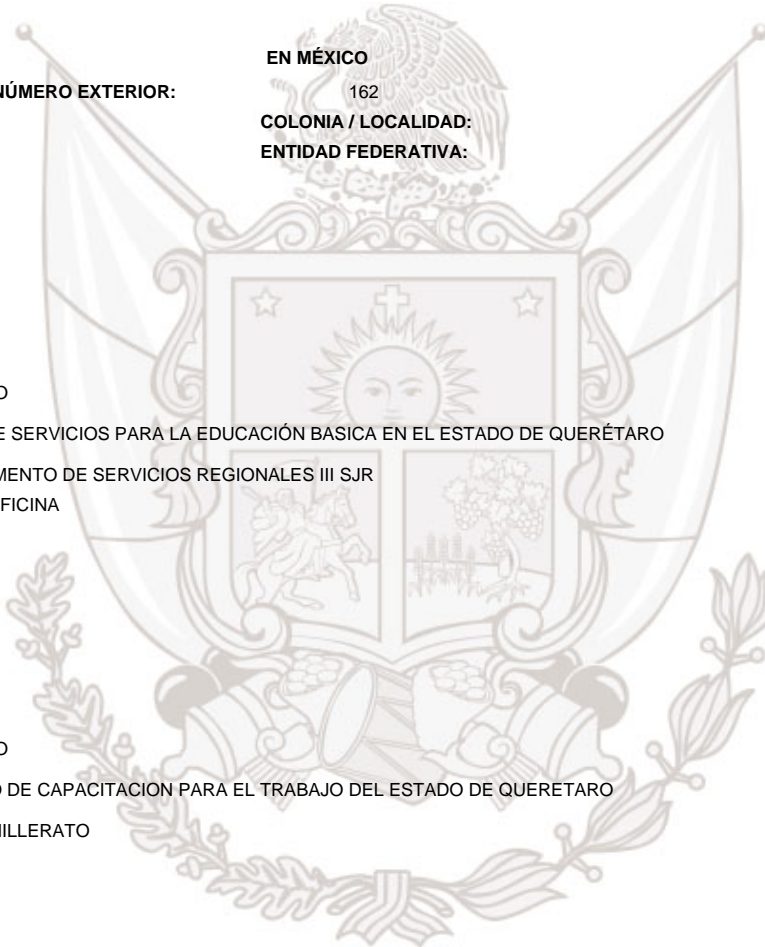 EN MÉXICO
NÚMERO EXTERIOR: 162
COLONIA / LOCALIDAD:
ENTIDAD FEDERATIVA:
O
E SERVICIOS PARA LA EDUCACIÓN BASICA EN EL ESTADO DE QUERÉTARO
MENTO DE SERVICIOS REGIONALES III SJR
FICINA
O
O DE CAPACITACION PARA EL TRABAJO DEL ESTADO DE QUERETARO
HILLERATO